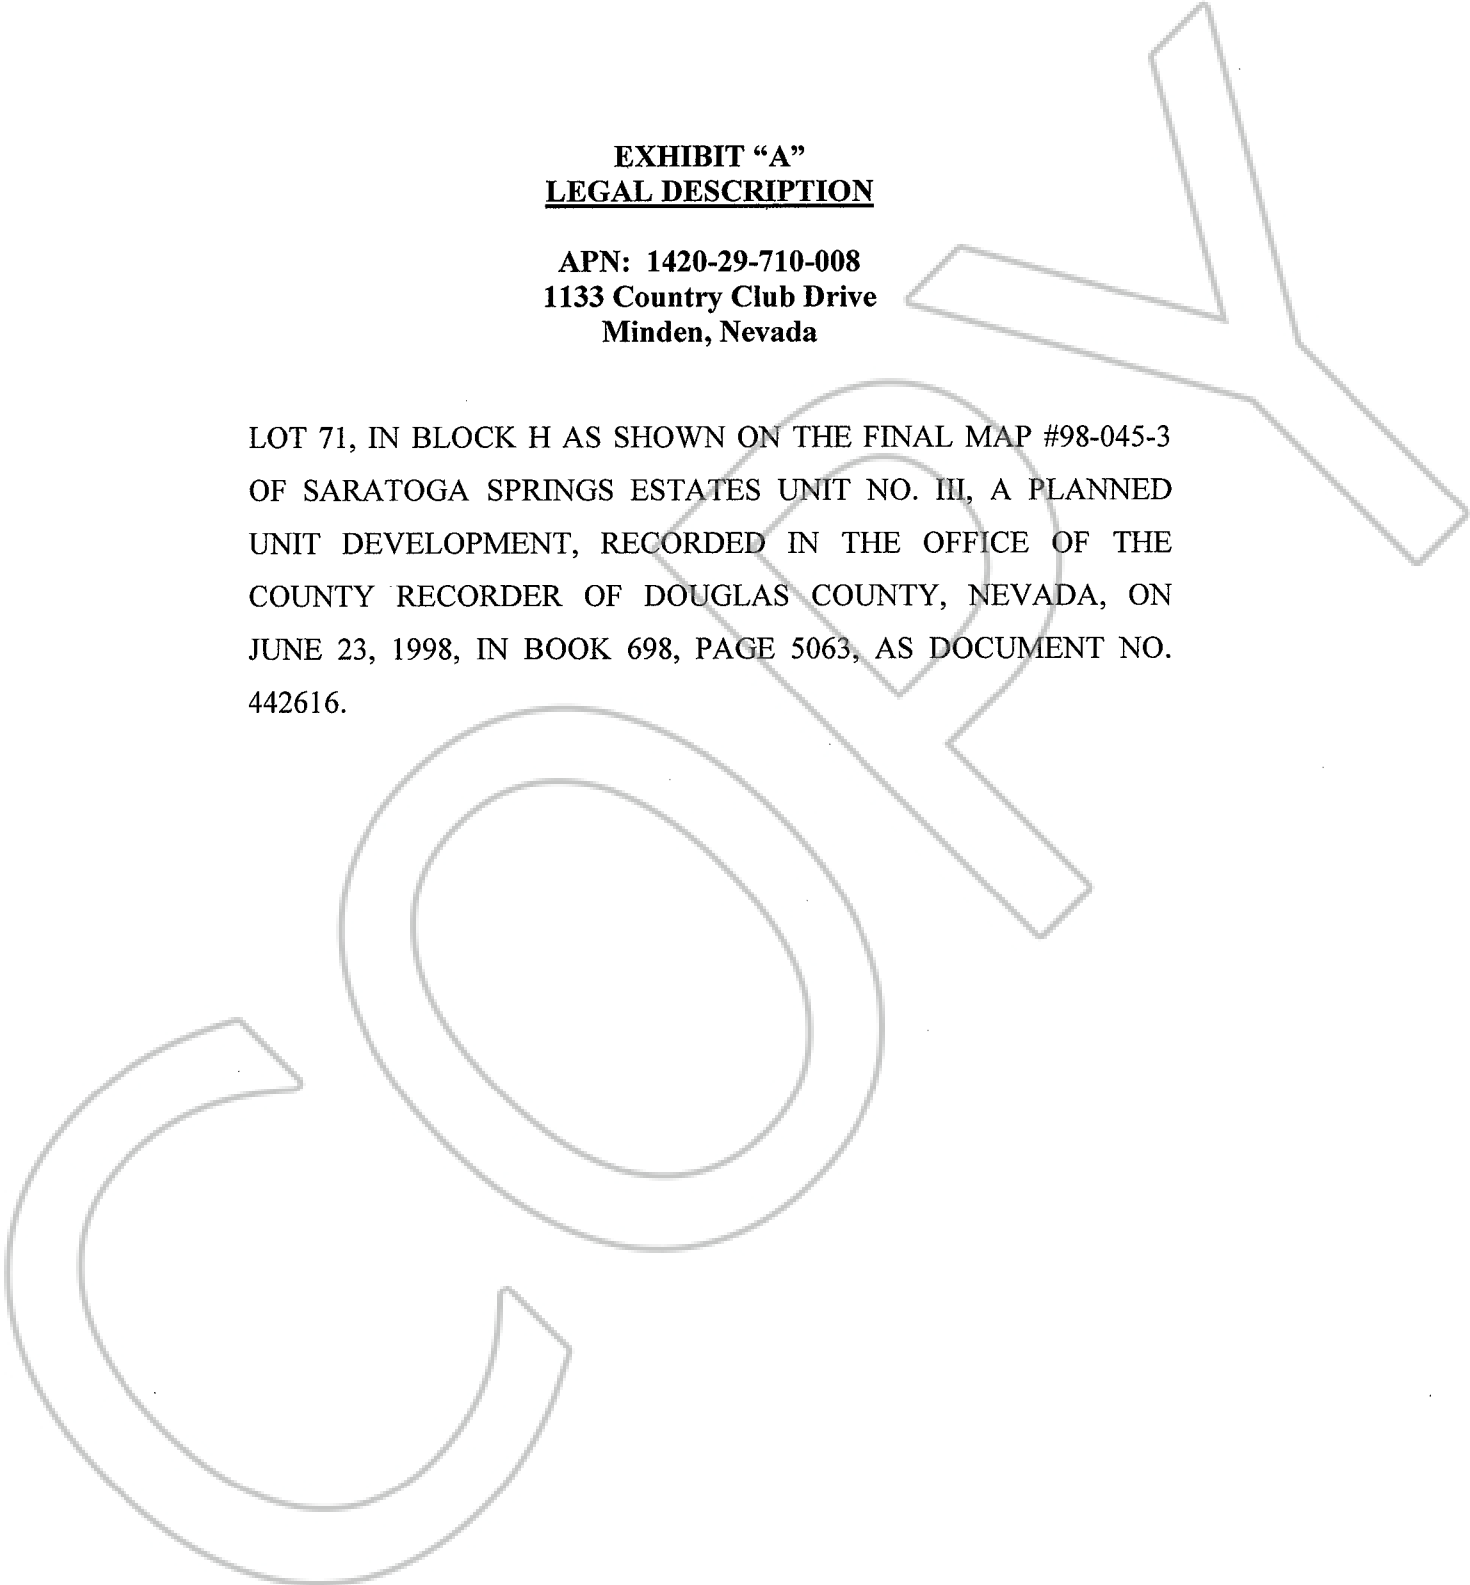 EXHIBIT “A”
LEGAL DESCRIPTION
APN: 1420-29-710-008
1133 Country Club Drive
Minden, Nevada
LOT 71, IN BLOCK H AS SHOWN ON THE FINAL MAP #98-045-3
OF SARATOGA SPRINGS ESTATES UNIT NO. III, A PLANNED
UNIT DEVELOPMENT, RECORDED IN THE OFFICE OF THE
COUNTY RECORDER OF DOUGLAS COUNTY, NEVADA, ON
JUNE 23, 1998, IN BOOK 698, PAGE 5063, AS DOCUMENT NO.
442616.
COPY